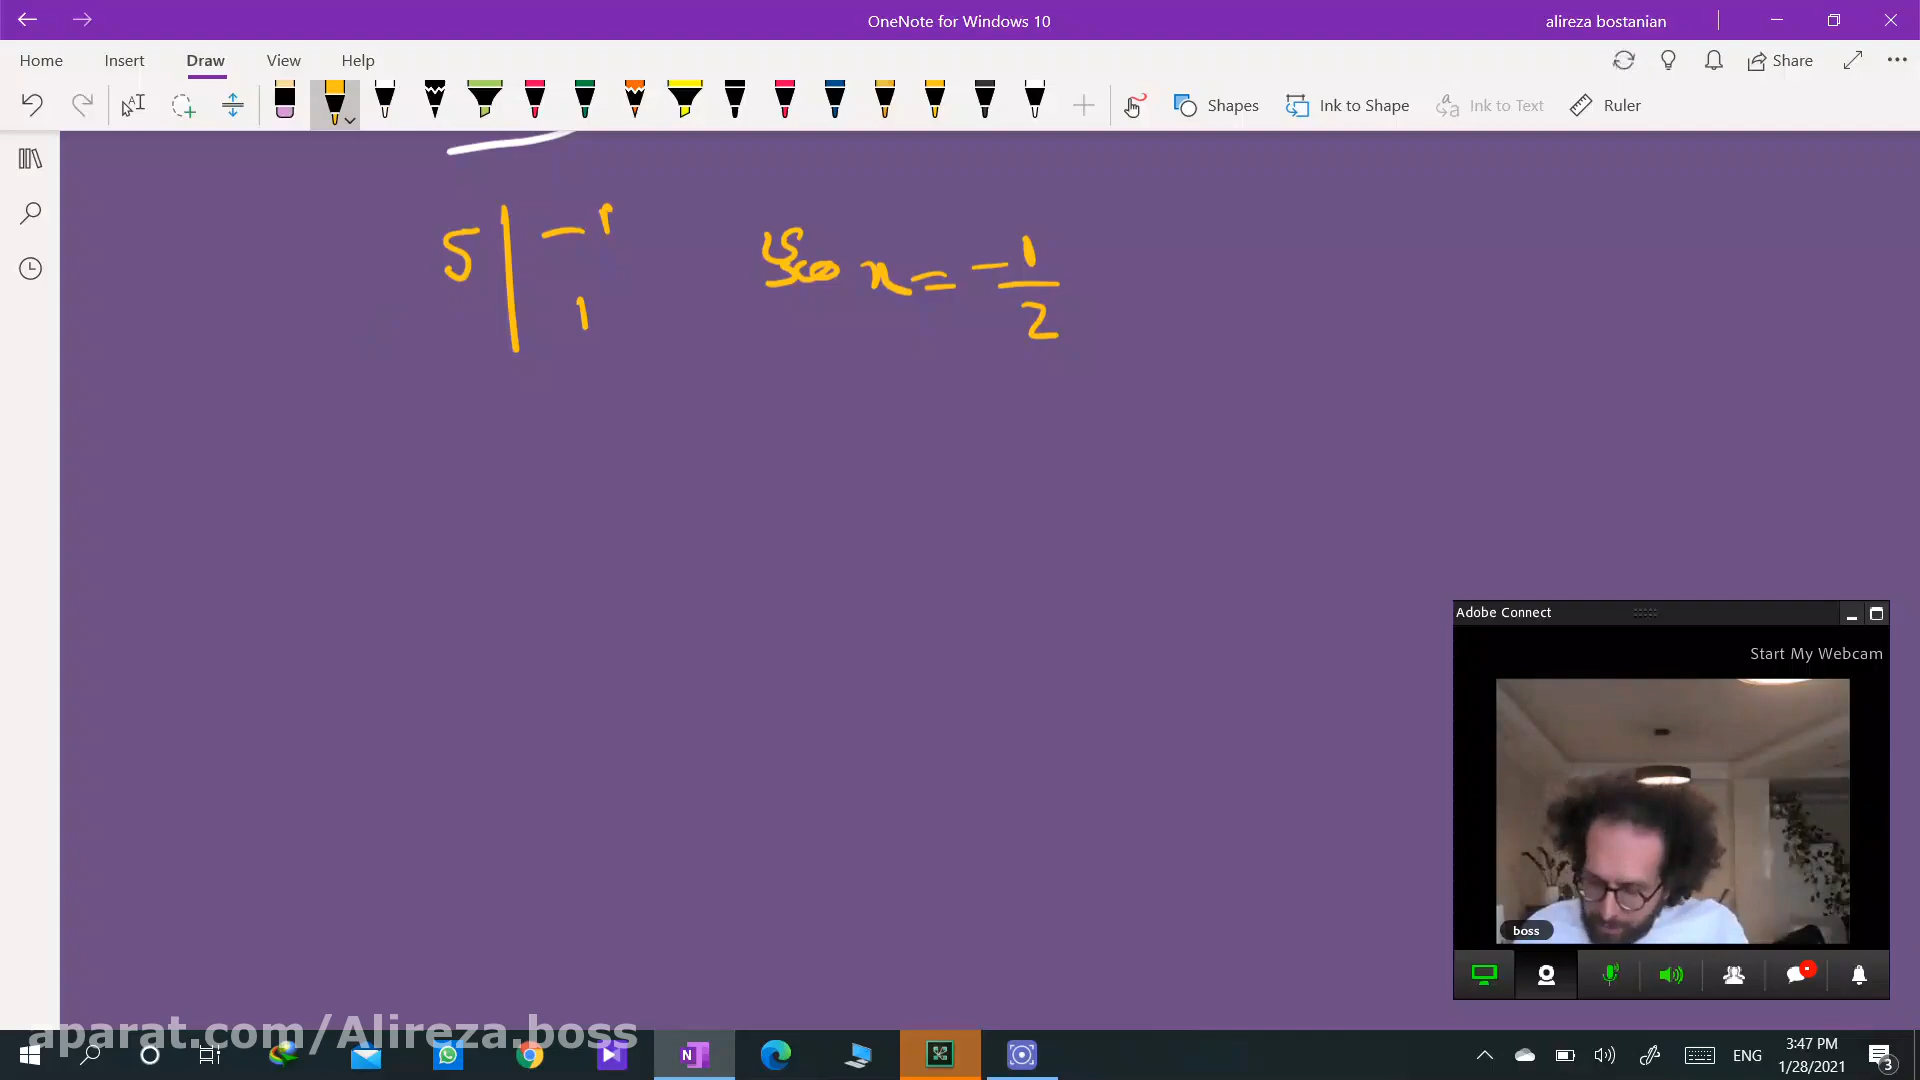 OneNote for Windows 10
alireza bostanian
Home Insert Draw View Help
Share
Shapes Ink to Shape Ink to Text Ruler
S | -1
1
x = -1/2
Adobe Connect
Start My Webcam
boss
aparat.com/Alireza.boss
ENG
3:47 PM
1/28/2021
3